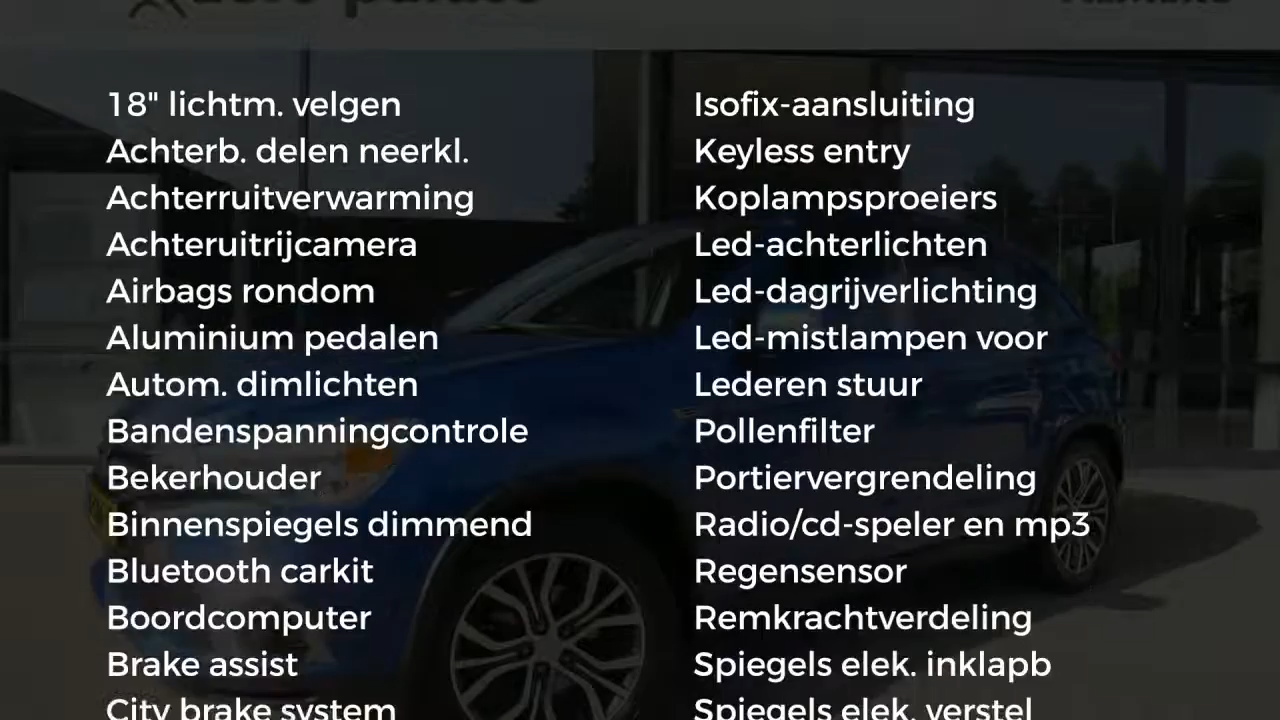 18" lichtm. velgen
Achterb. delen neerkl.
Achterruitverwarming
Achteruitrijcamera
Airbags rondom
Aluminium pedalen
Autom. dimlichten
Bandenspanningcontrole
Bekerhouder
Binnenspiegels dimmend
Bluetooth carkit
Boordcomputer
Brake assist
City brake system
Isofix-aansluiting
Keyless entry
Koplampsproeiers
Led-achterlichten
Led-dagrijverlichting
Led-mistlampen voor
Lederen stuur
Pollenfilter
Portiervergrendeling
Radio/cd-speler en mp3
Regensensor
Remkrachtverdeling
Spiegels elek. inklapb
Spiegels elek. verstel